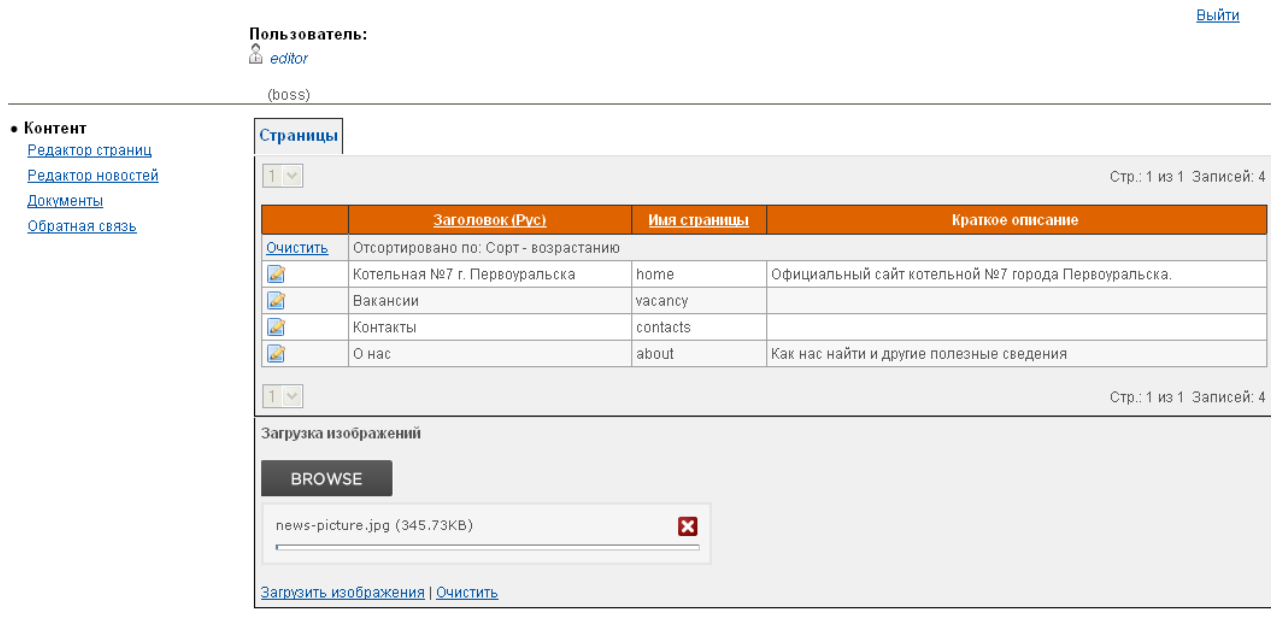 Выйти
Пользователь:
editor
(boss)
• Контент
Редактор страниц
Редактор новостей
Документы
Обратная связь
Страницы
1 Стр.: 1 из 1 Записей: 4
Заголовок (Рус) Имя страницы Краткое описание
Очистить Отсортировано по: Сорт - возрастанию
Котельная №7 г. Первоуральска home Официальный сайт котельной №7 города Первоуральска.
Вакансии vacancy
Контакты contacts
О нас about Как нас найти и другие полезные сведения
1 Стр.: 1 из 1 Записей: 4
Загрузка изображений
BROWSE
news-picture.jpg (345.73KB)
Загрузить изображения | Очистить